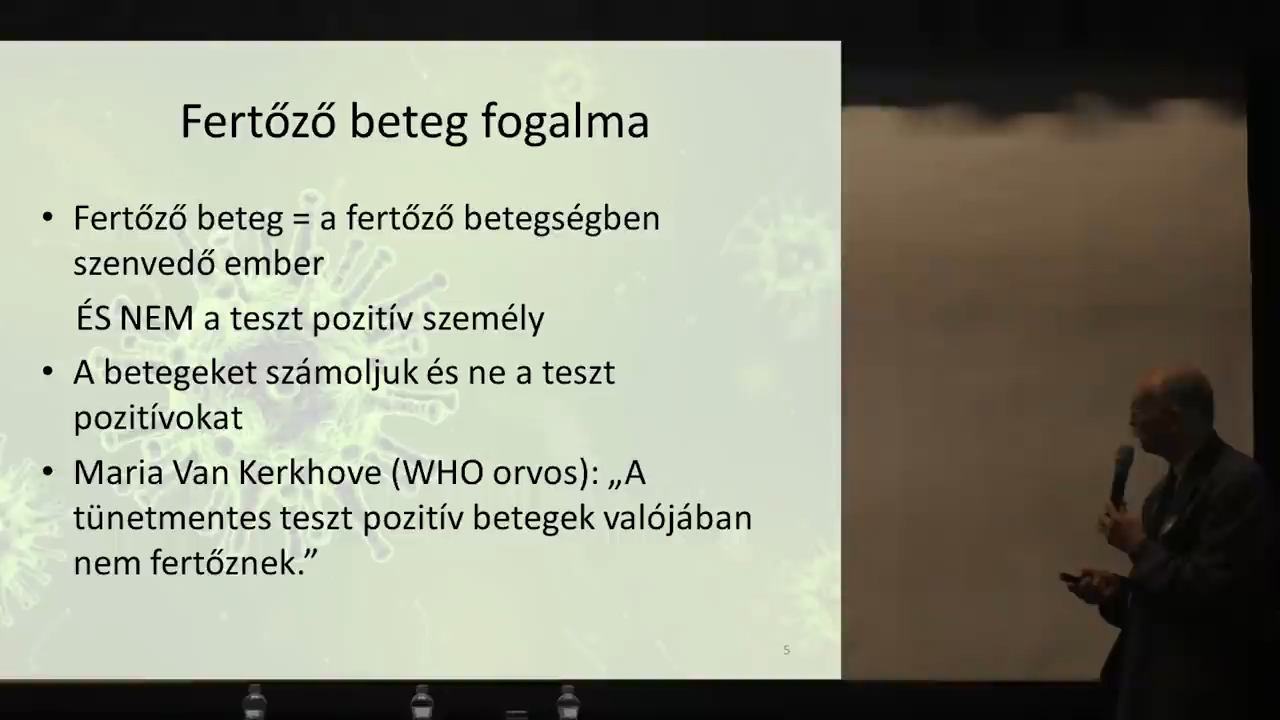 Fertőző beteg fogalma
• Fertőző beteg = a fertőző betegségben
szenvedő ember
ÉS NEM a teszt pozitív személy
• A betegeket számoljuk és ne a teszt
pozitívokat
• Maria Van Kerkhove (WHO orvos): „A
tünetmentes teszt pozitív betegek valójában
nem fertőznek.”
5